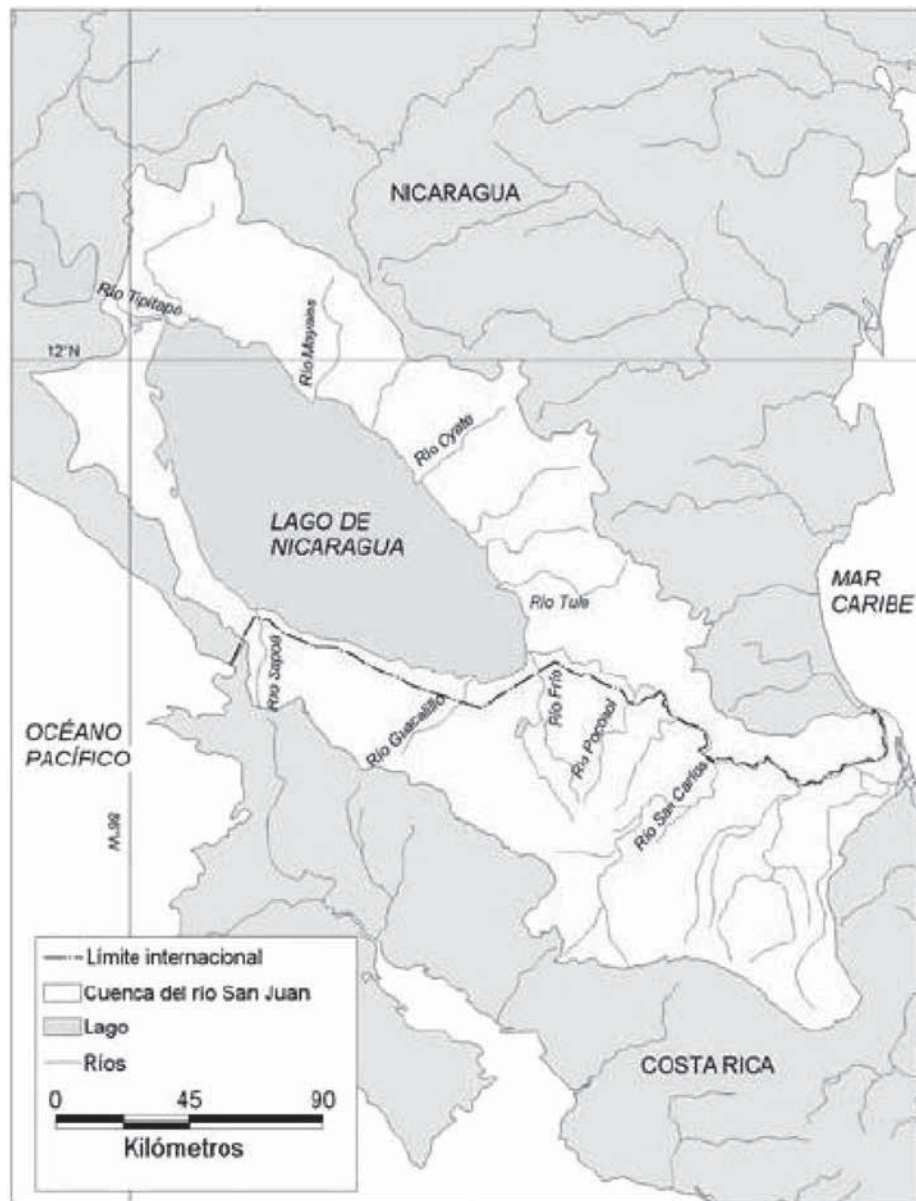 NICARAGUA
Río Tipitapo
12°N
Río Mayales
Río Oyate
LAGO DE
NICARAGUA
MAR
CARIBE
Río Tule
Río Sapoá
Río Frío
Río Guacalito
Río Pocosol
OCÉANO
PACÍFICO
Río San Carlos
86°W
Límite internacional
Cuenca del río San Juan
Lago
Ríos
0 45 90
Kilómetros
COSTA RICA